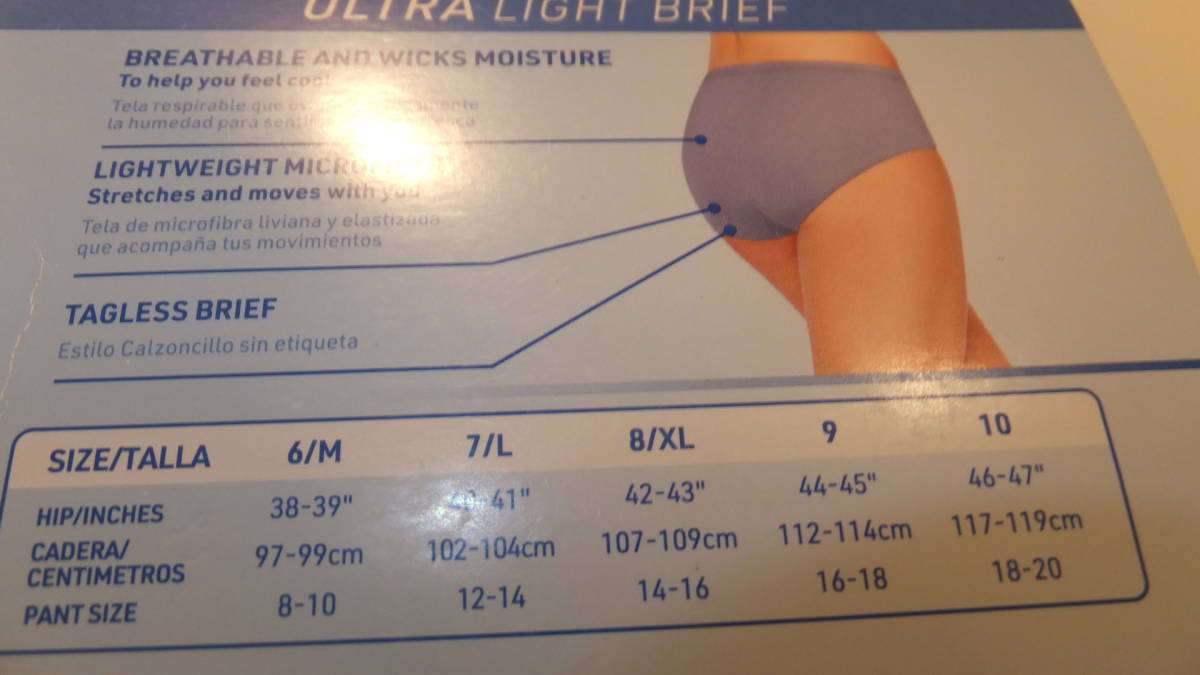 ULTRA LIGHT BRIEF
BREATHABLE AND WICKS MOISTURE
To help you feel cool
Tela respirable que
la humedad para
LIGHTWEIGHT
Stretches and moves with you
Tela de microfibra liviana y elastizada
que acompaña tus movimientos
TAGLESS BRIEF
Estilo Calzoncillo sin etiqueta
SIZE/TALLA 6/M 7/L 8/XL 9 10
HIP/INCHES 38-39" 40-41" 42-43" 44-45" 46-47"
CADERA/
CENTIMETROS 97-99cm 102-104cm 107-109cm 112-114cm 117-119cm
PANT SIZE 8-10 12-14 14-16 16-18 18-20